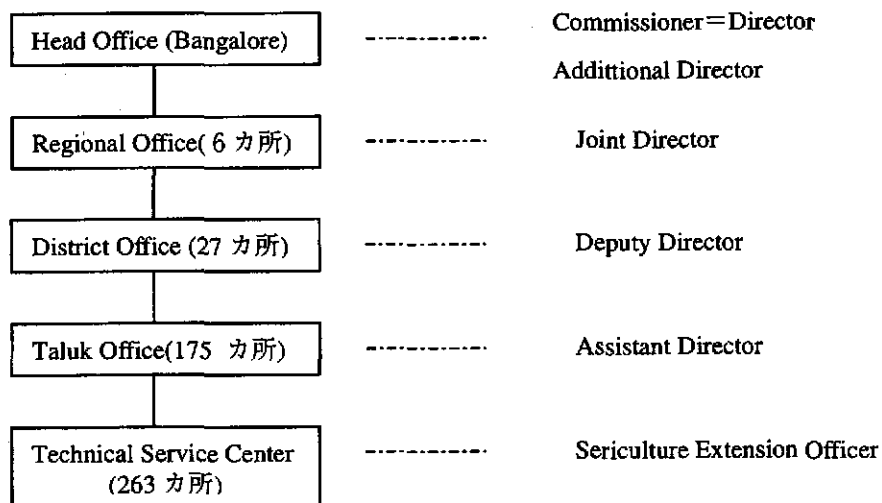 Head Office (Bangalore)
Commissioner=Director
Addittional Director
Regional Office( 6 カ所)
Joint Director
District Office (27 カ所)
Deputy Director
Taluk Office(175 カ所)
Assistant Director
Technical Service Center
(263 カ所)
Sericulture Extension Officer